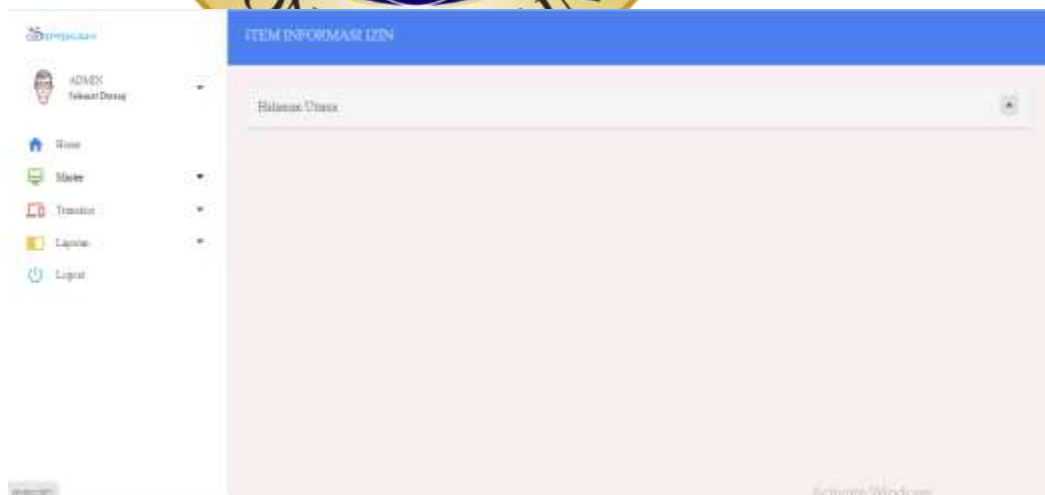 ITEM INFORMASI IZIN
ADMIN
Selamat Datang
Halaman Utama
Home
Master
Transaksi
Laporan
Logout
Activate Windows